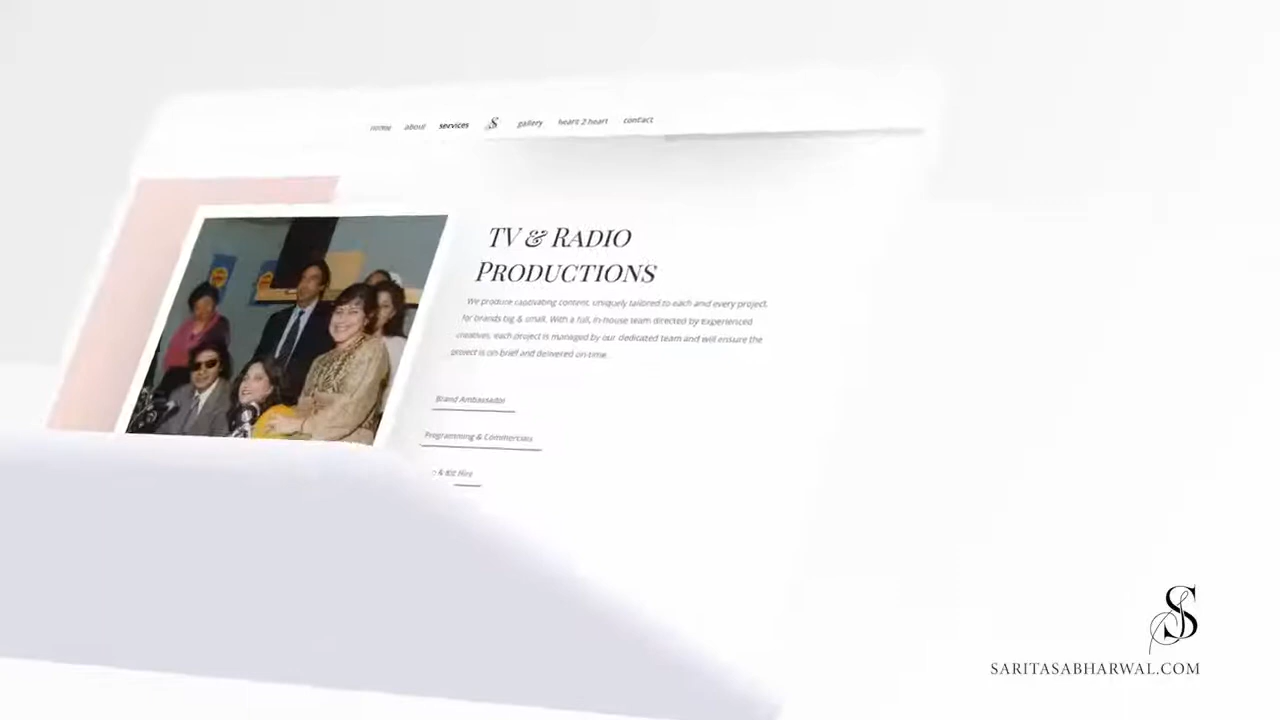 home about services S gallery heart 2 heart contact
TV & RADIO
PRODUCTIONS
We produce captivating content, uniquely tailored to each and every project,
for brands big & small. With a full, in-house team directed by experienced
creatives, each project is managed by our dedicated team and will ensure the
project is on-brief and delivered on-time.
Brand Ambassador
Programming & Commercials
& Kit Hire
S
SARITASABHARWAL.COM